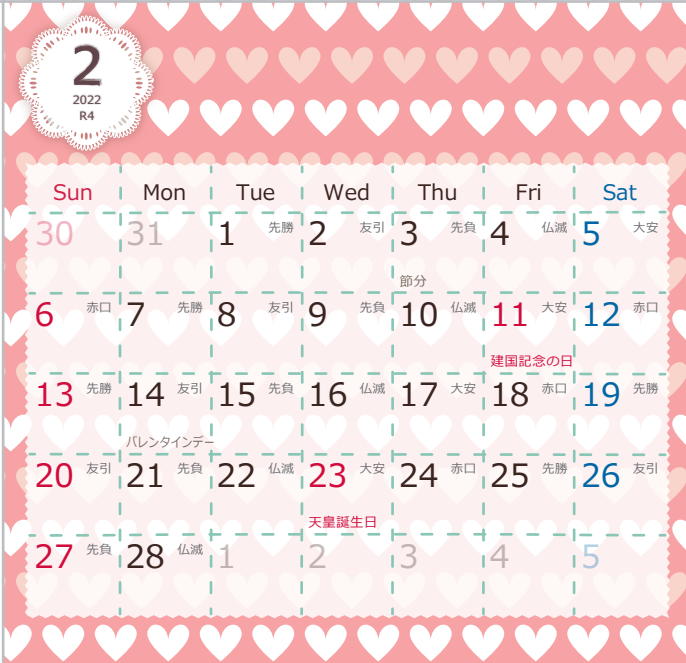 2
2022
R4
Sun Mon Tue Wed Thu Fri Sat
30 31 1 先勝 2 友引 3 先負 4 仏滅 5 大安
節分
6 赤口 7 先勝 8 友引 9 先負 10 仏滅 11 大安 12 赤口
建国記念の日
13 先勝 14 友引 15 先負 16 仏滅 17 大安 18 赤口 19 先勝
バレンタインデー
20 友引 21 先負 22 仏滅 23 大安 24 赤口 25 先勝 26 友引
天皇誕生日
27 先負 28 仏滅 1 2 3 4 5